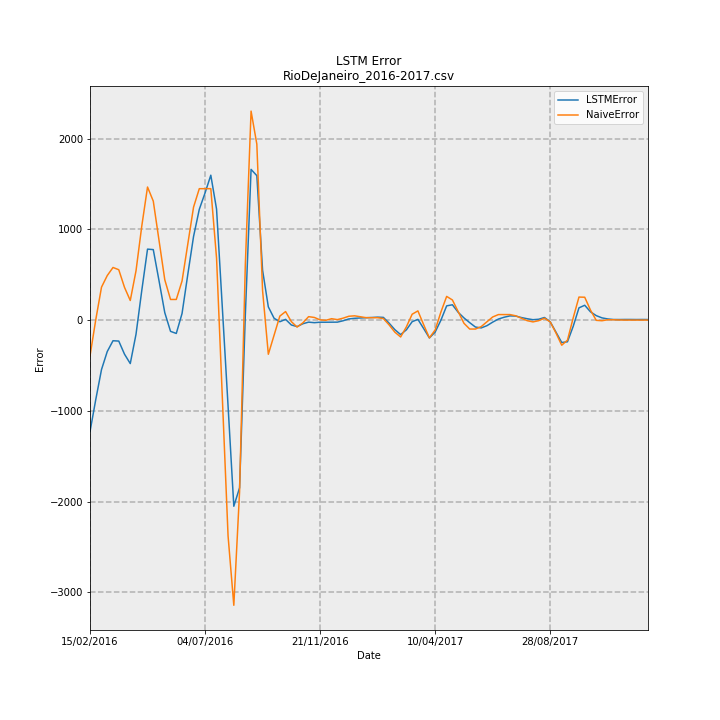 LSTM Error
RioDeJaneiro_2016-2017.csv
LSTMError
NaiveError
2000
1000
0
−1000
−2000
−3000
Error
15/02/2016 04/07/2016 21/11/2016 10/04/2017 28/08/2017
Date